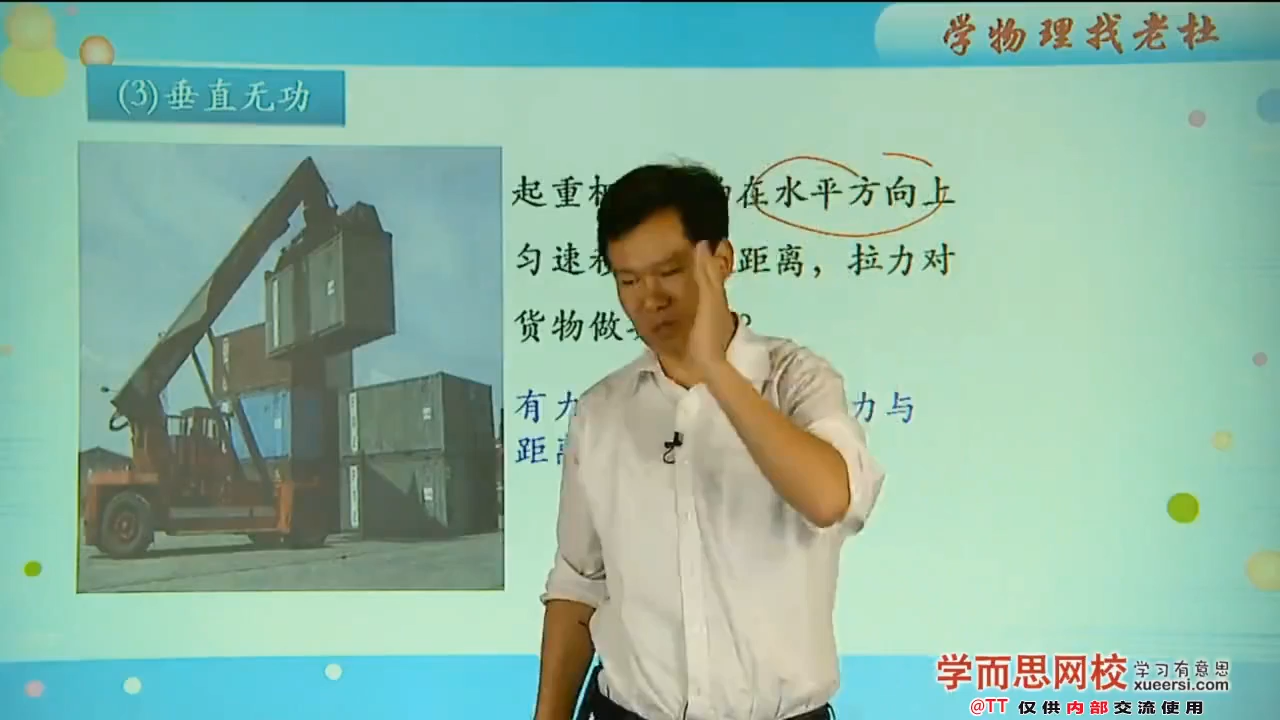 学物理找老杜
(3)垂直无功
起重 在水平方向上
匀速 距离，拉力对
货物做
有力 力与
距离
学而思网校 学习有意思
xueersi.com
@TT 仅供内部交流使用